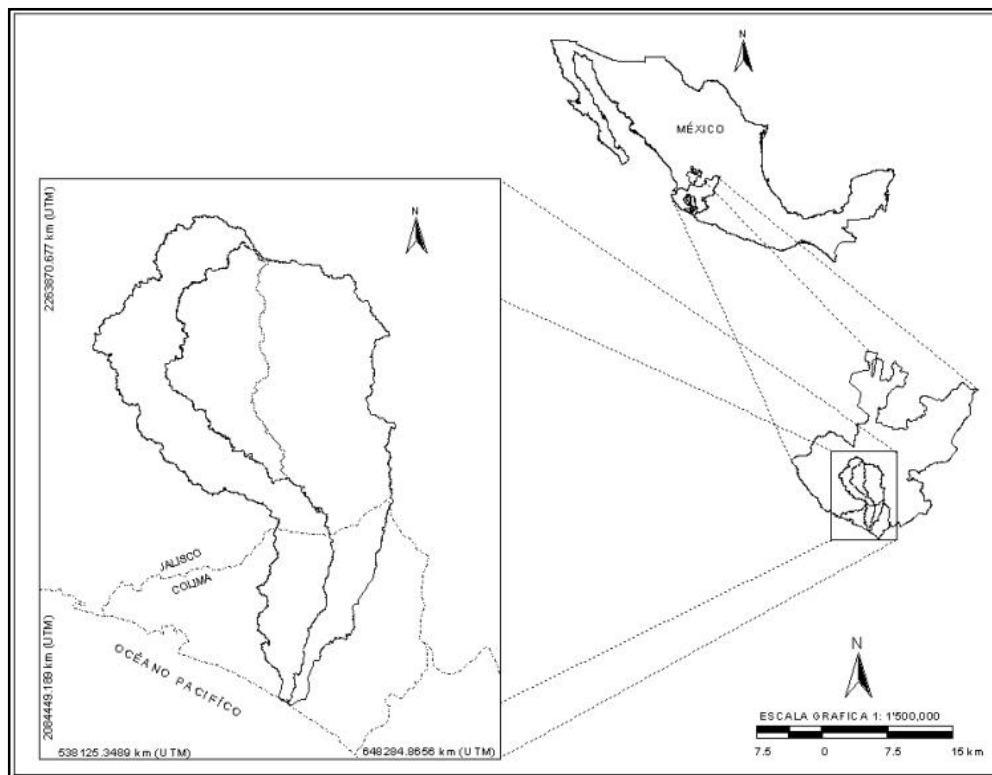 N
MÉXICO
N
2263870.677 km (UTM)
JALISCO
COLIMA
OCÉANO PACIFÍCO
2084449.189 km (UTM)
538125.3489 km (UTM)
648284.8656 km (UTM)
N
ESCALA GRAFICA 1: 1'500,000
7.5 0 7.5 15 km